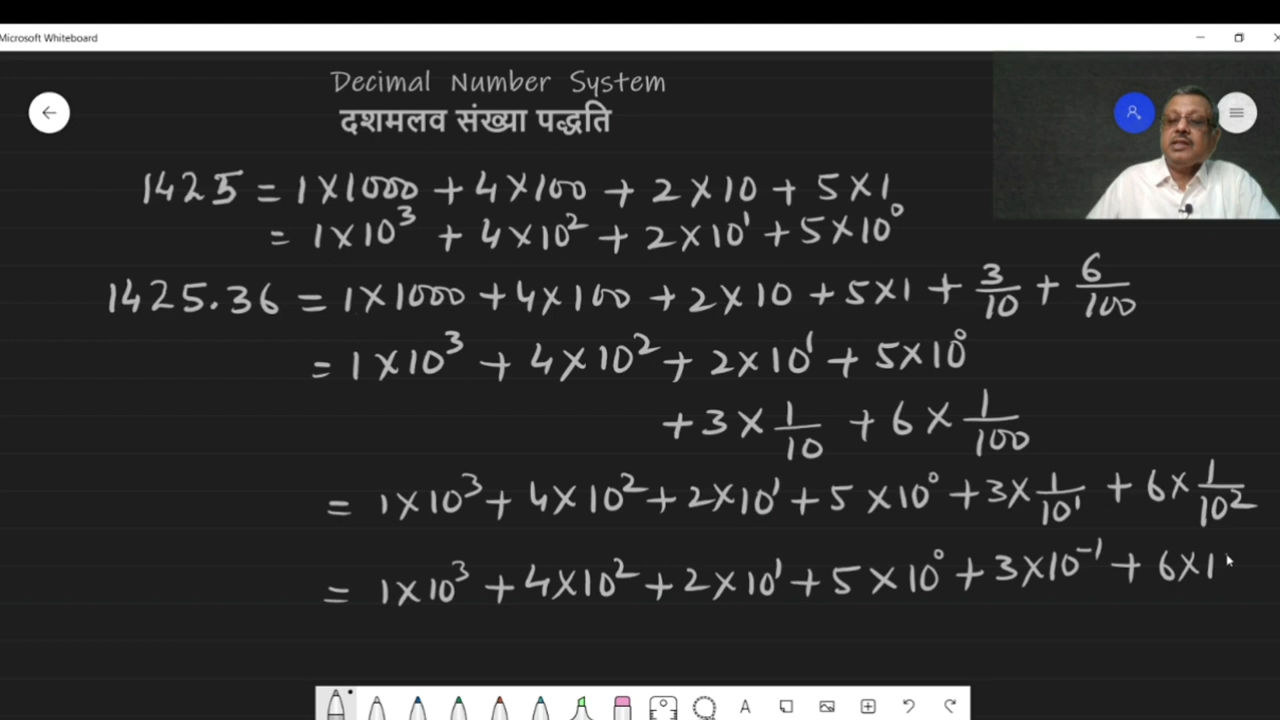 Microsoft Whiteboard
Decimal Number System
दशमलव संख्या पद्धति
1425 = 1×1000 + 4×100 + 2×10 + 5×1
= 1×10³ + 4×10² + 2×10¹ + 5×10⁰
1425.36 = 1×1000 + 4×100 + 2×10 + 5×1 + 3/10 + 6/100
= 1×10³ + 4×10² + 2×10¹ + 5×10⁰
+ 3×1/10 + 6×1/100
= 1×10³ + 4×10² + 2×10¹ + 5×10⁰ + 3×1/10¹ + 6×1/10²
= 1×10³ + 4×10² + 2×10¹ + 5×10⁰ + 3×10⁻¹ + 6×1
A